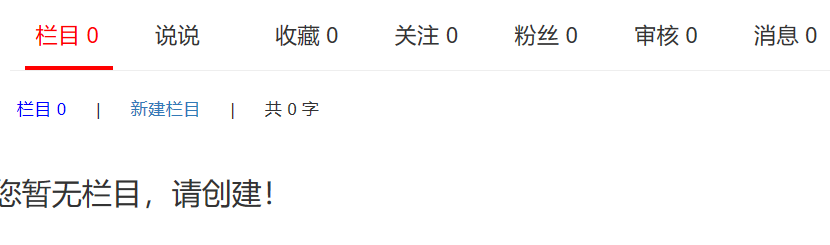 栏目 0 说说 收藏 0 关注 0 粉丝 0 审核 0 消息 0
栏目 0 | 新建栏目 | 共 0 字
您暂无栏目，请创建！